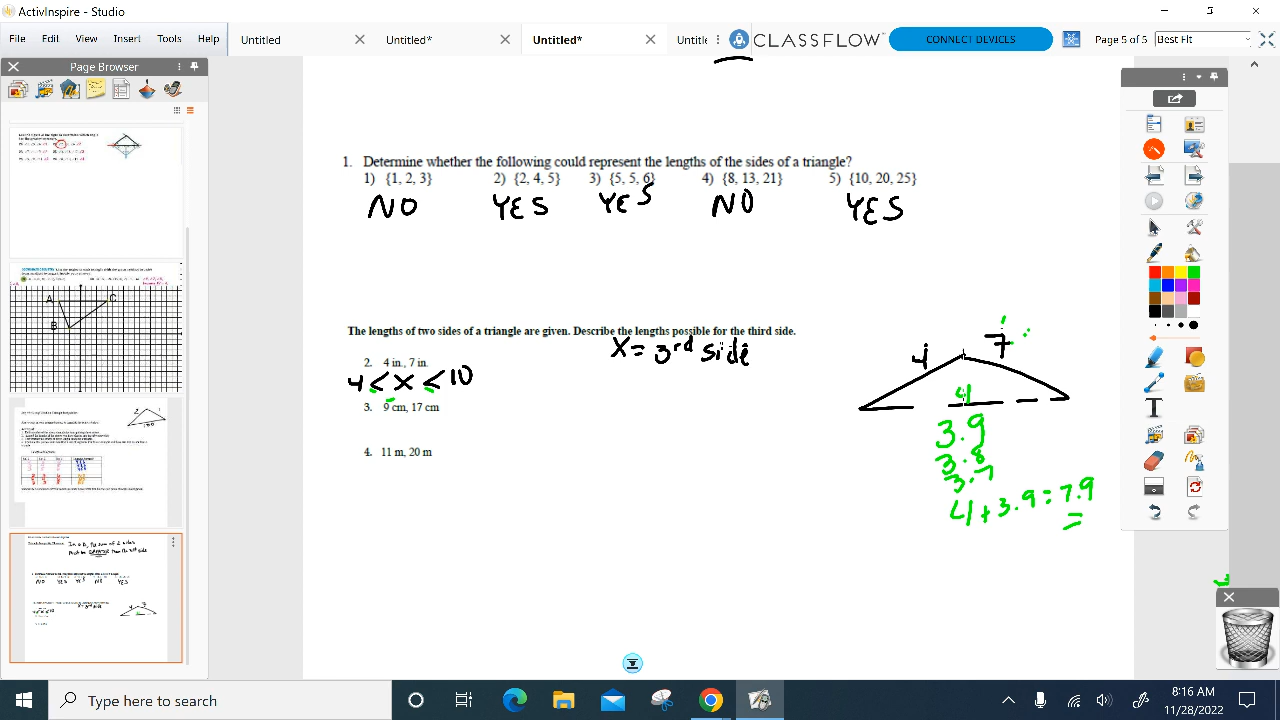 ActivInspire - Studio
File Edit View Insert Tools Help Untitled Untitled* Untitled* CLASSFLOW CONNECT DEVICES Page 5 of 5 Best Fit
Page Browser
1. Determine whether the following could represent the lengths of the sides of a triangle?
1) {1, 2, 3} 2) {2, 4, 5} 3) {5, 5, 6} 4) {8, 13, 21} 5) {10, 20, 25}
NO YES YES NO YES
The lengths of two sides of a triangle are given. Describe the lengths possible for the third side.
X = 3rd side
2. 4 in., 7 in.
4 < x < 10
3. 9 cm, 17 cm
4. 11 m, 20 m
4 7
4
3.9
3.8
3.7
4 + 3.9 = 7.9
Type here to search
8:16 AM
11/28/2022